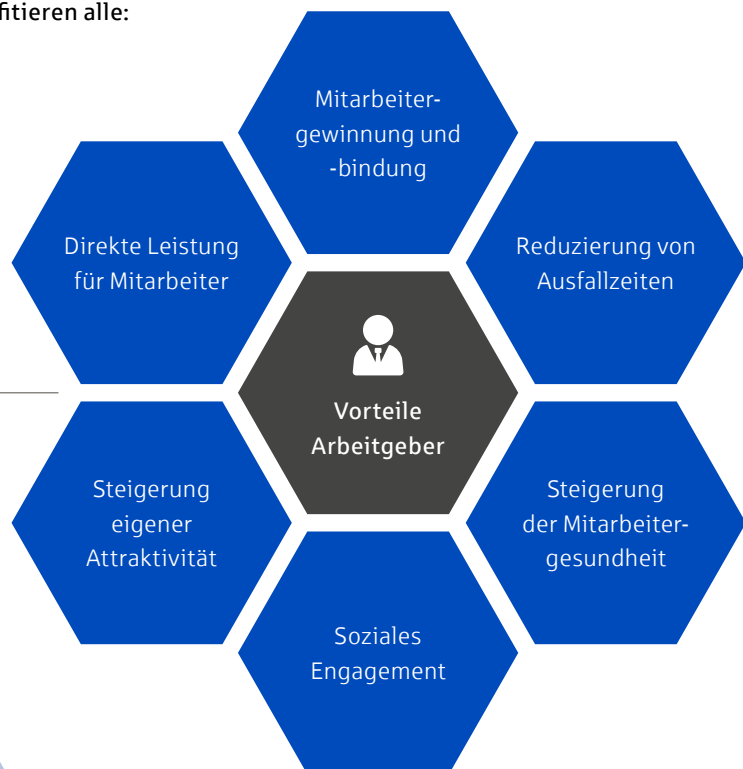 fitieren alle:
Mitarbeiter-
gewinnung und
-bindung
Direkte Leistung
für Mitarbeiter
Reduzierung von
Ausfallzeiten
Vorteile
Arbeitgeber
Steigerung
eigener
Attraktivität
Steigerung
der Mitarbeiter-
gesundheit
Soziales
Engagement